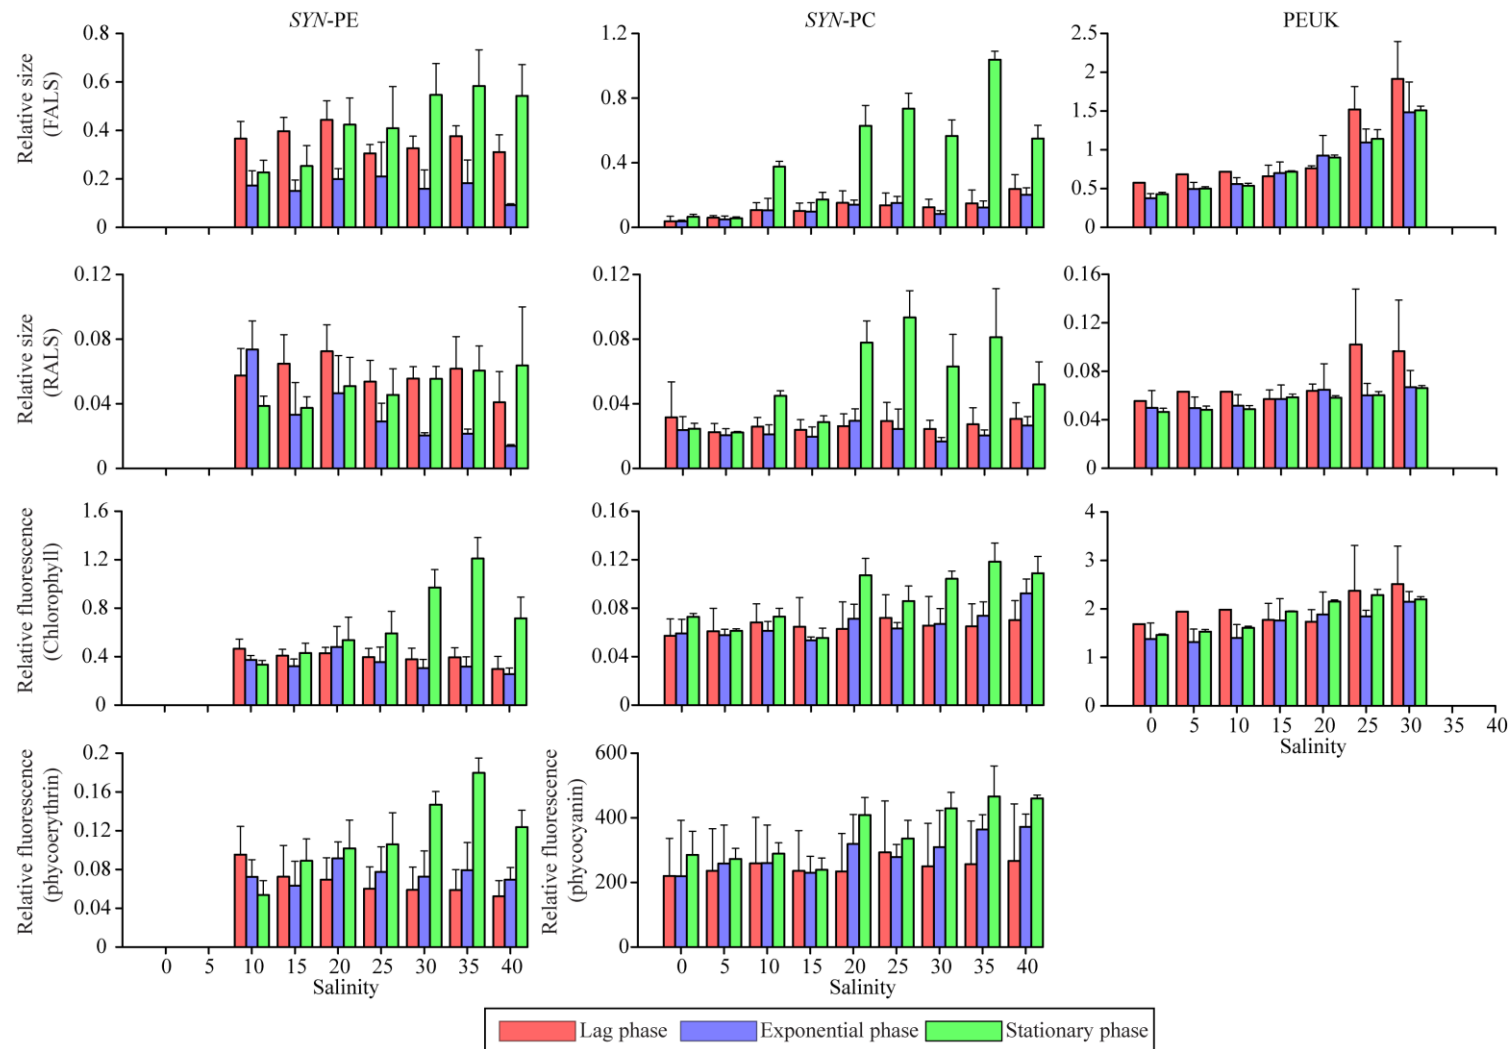 SYN-PE
SYN-PC
PEUK
Relative size
(FALS)
0.8
0.6
0.4
0.2
0
1.2
0.8
0.4
0
2.5
2
1.5
1
0.5
0
Relative size
(RALS)
0.12
0.08
0.04
0
0.12
0.08
0.04
0
0.16
0.12
0.08
0.04
0
Relative fluorescence
(Chlorophyll)
1.6
1.2
0.8
0.4
0
0.16
0.12
0.08
0.04
0
4
3
2
1
0
0 5 10 15 20 25 30 35 40
Salinity
Relative fluorescence
(phycoerythrin)
0.2
0.16
0.12
0.08
0.04
0
0 5 10 15 20 25 30 35 40
Salinity
Relative fluorescence
(phycocyanin)
600
400
200
0
0 5 10 15 20 25 30 35 40
Salinity
Lag phase Exponential phase Stationary phase